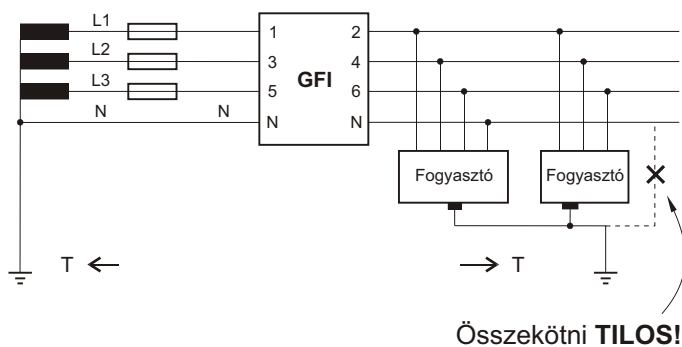 L1
L2
L3
N N
1 2
3 4
5 6
N N
GFI
Fogyasztó Fogyasztó
T T
Összekötni TILOS!